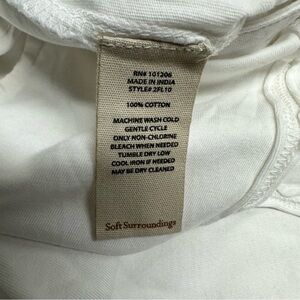 RN# 101206
MADE IN INDIA
STYLE# 2FL10
100% COTTON
MACHINE WASH COLD
GENTLE CYCLE
ONLY NON-CHLORINE
BLEACH WHEN NEEDED
TUMBLE DRY LOW
COOL IRON IF NEEDED
MAY BE DRY CLEANED
Soft Surroundings